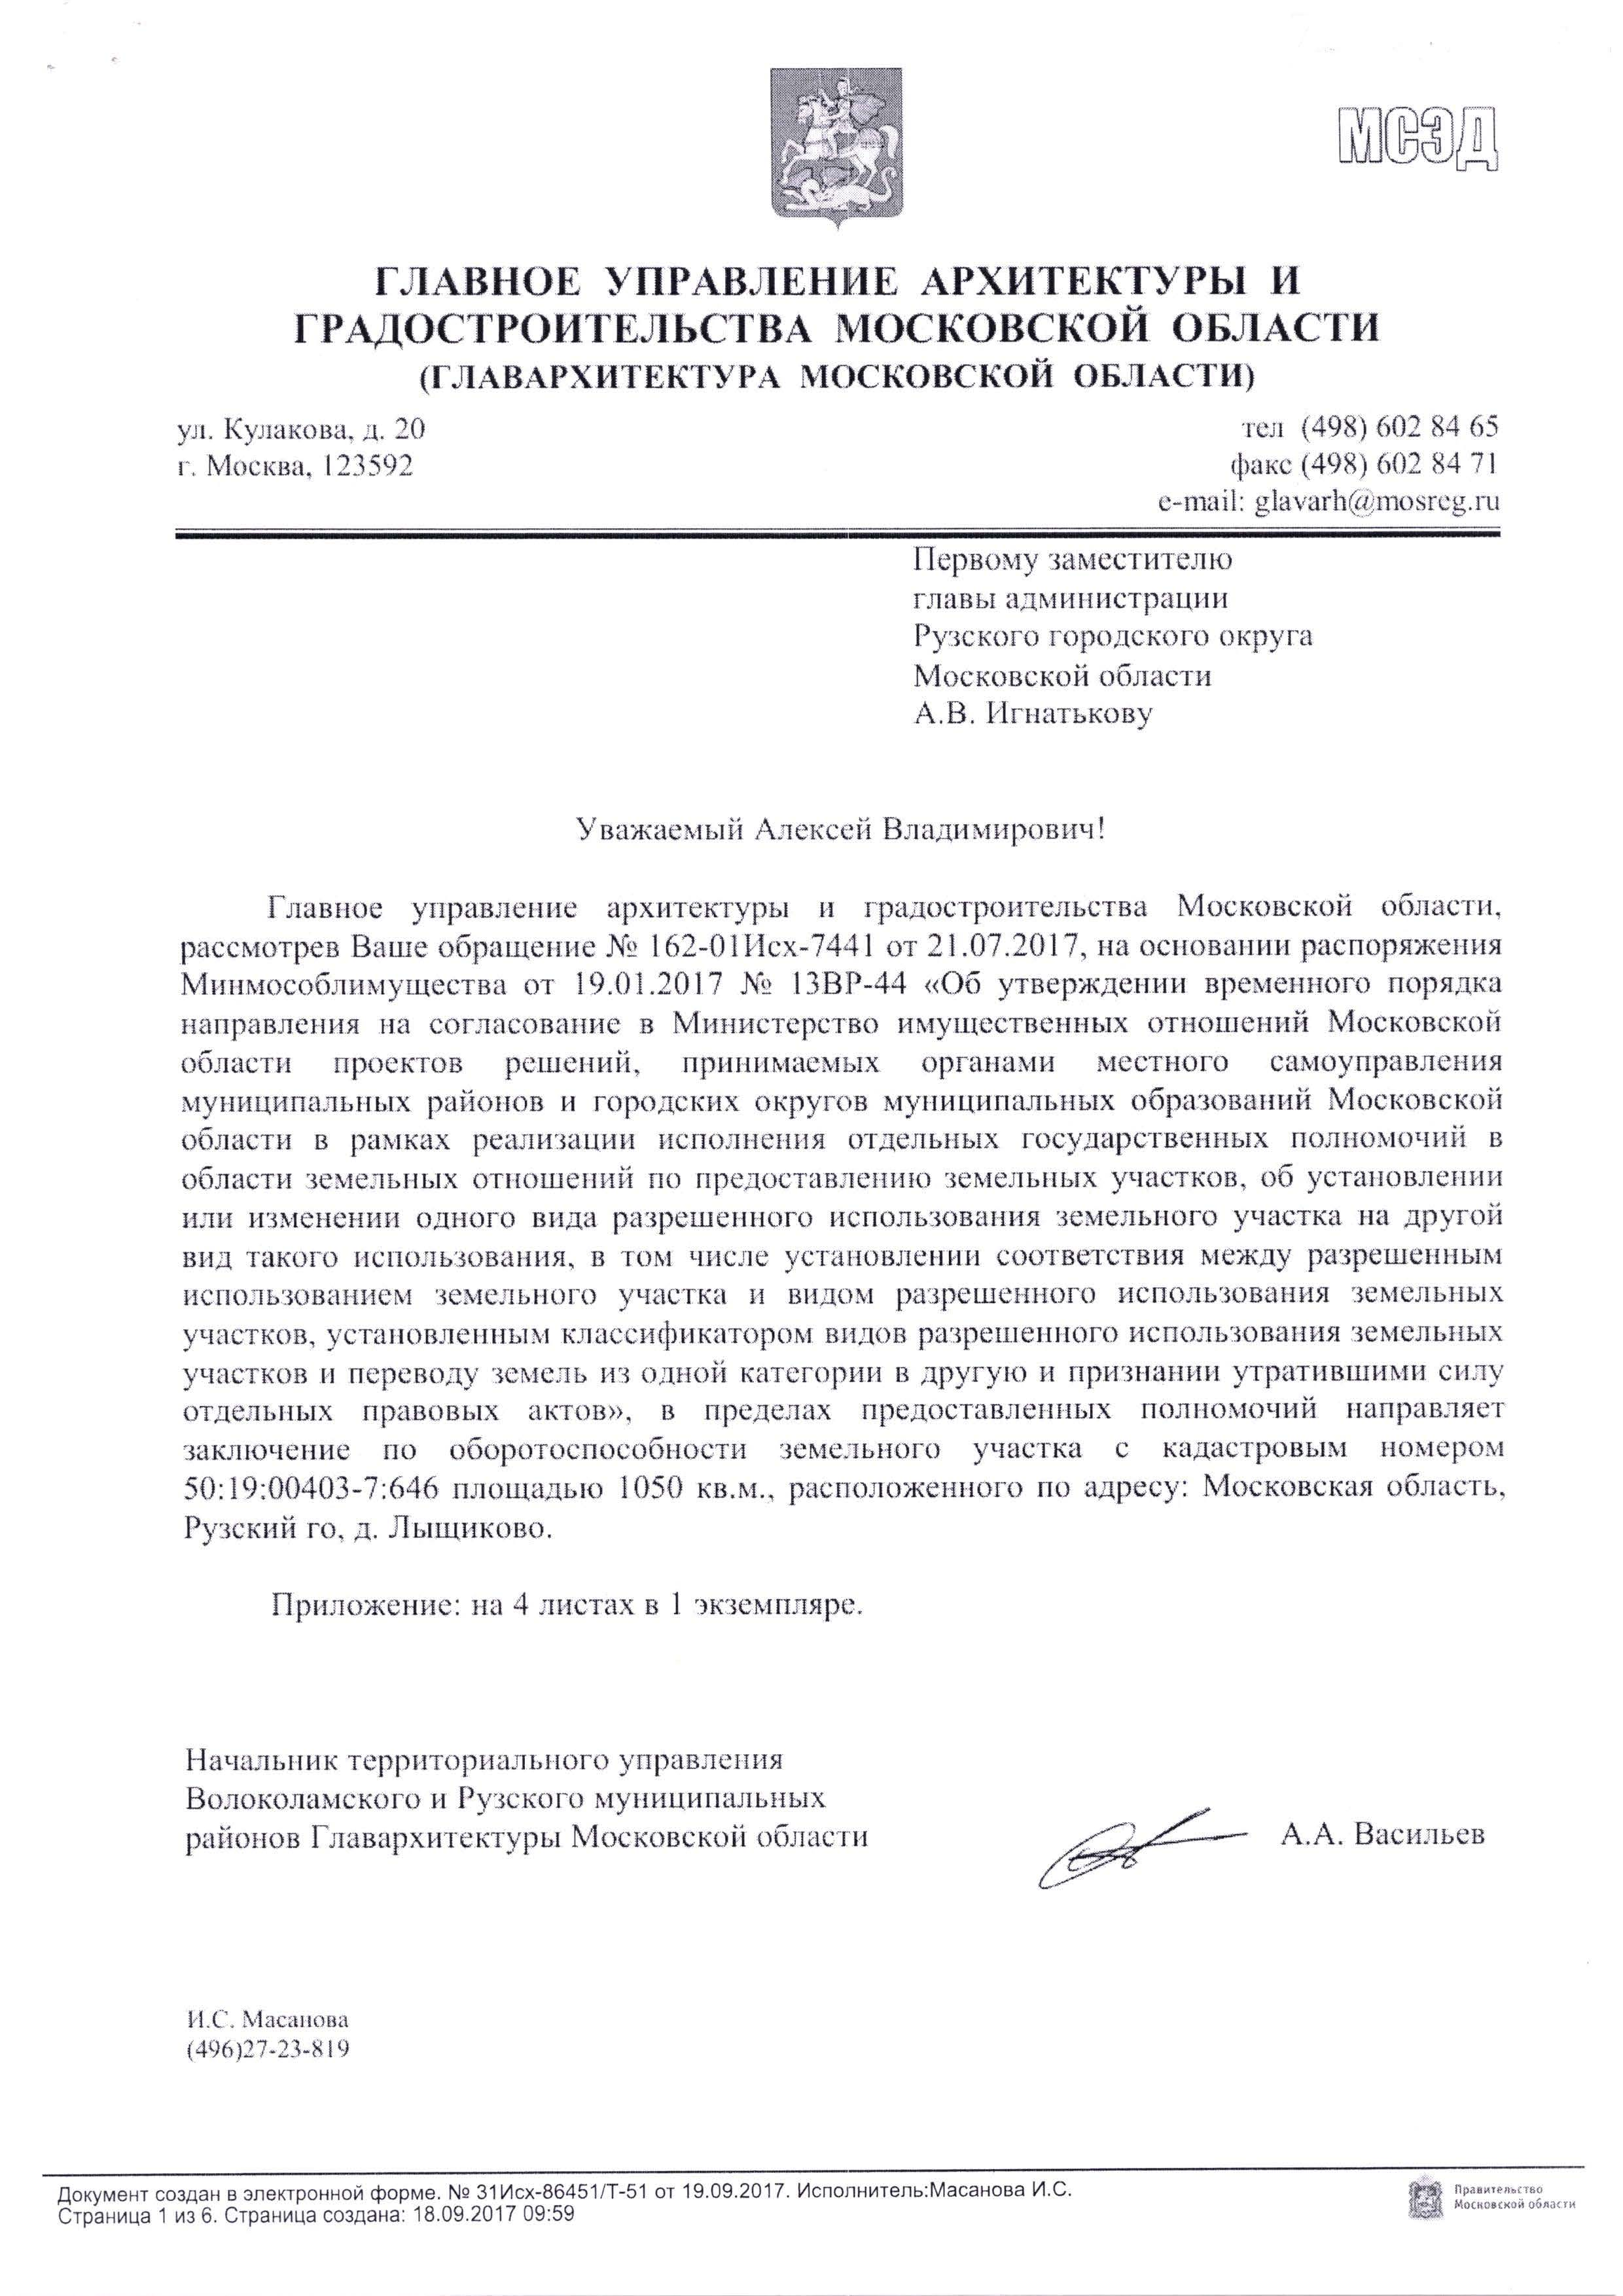 МСЭД
ГЛАВНОЕ УПРАВЛЕНИЕ АРХИТЕКТУРЫ И
ГРАДОСТРОИТЕЛЬСТВА МОСКОВСКОЙ ОБЛАСТИ
(ГЛАВАРХИТЕКТУРА МОСКОВСКОЙ ОБЛАСТИ)
ул. Кулакова, д. 20
г. Москва, 123592
тел (498) 602 84 65
факс (498) 602 84 71
e-mail: glavarh@mosreg.ru
Первому заместителю
главы администрации
Рузского городского округа
Московской области
А.В. Игнатькову
Уважаемый Алексей Владимирович!
Главное управление архитектуры и градостроительства Московской области,
рассмотрев Ваше обращение № 162-01Исх-7441 от 21.07.2017, на основании распоряжения
Минмособлимущества от 19.01.2017 № 13ВР-44 «Об утверждении временного порядка
направления на согласование в Министерство имущественных отношений Московской
области проектов решений, принимаемых органами местного самоуправления
муниципальных районов и городских округов муниципальных образований Московской
области в рамках реализации исполнения отдельных государственных полномочий в
области земельных отношений по предоставлению земельных участков, об установлении
или изменении одного вида разрешенного использования земельного участка на другой
вид такого использования, в том числе установлении соответствия между разрешенным
использованием земельного участка и видом разрешенного использования земельных
участков, установленным классификатором видов разрешенного использования земельных
участков и переводу земель из одной категории в другую и признании утратившими силу
отдельных правовых актов», в пределах предоставленных полномочий направляет
заключение по оборотоспособности земельного участка с кадастровым номером
50:19:00403-7:646 площадью 1050 кв.м., расположенного по адресу: Московская область,
Рузский го, д. Лыщиково.
Приложение: на 4 листах в 1 экземпляре.
Начальник территориального управления
Волоколамского и Рузского муниципальных
районов Главархитектуры Московской области
А.А. Васильев
И.С. Масанова
(496)27-23-819
Документ создан в электронной форме. № 31Исх-86451/Т-51 от 19.09.2017. Исполнитель:Масанова И.С.
Страница 1 из 6. Страница создана: 18.09.2017 09:59
Правительство
Московской области